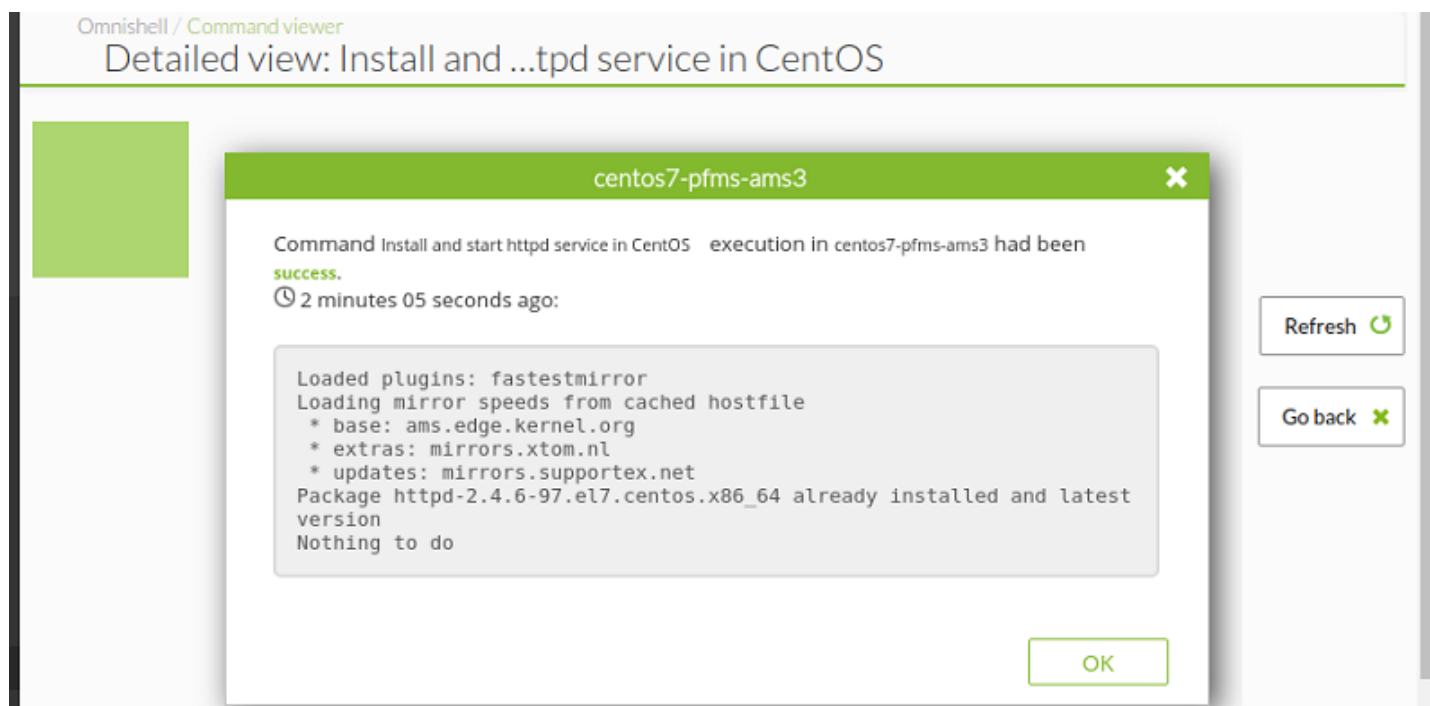 Omnishell / Command viewer
Detailed view: Install and ...tpd service in CentOS
centos7-pfms-ams3
Command Install and start httpd service in CentOS execution in centos7-pfms-ams3 had been
success.
2 minutes 05 seconds ago:
Loaded plugins: fastestmirror
Loading mirror speeds from cached hostfile
* base: ams.edge.kernel.org
* extras: mirrors.xtom.nl
* updates: mirrors.supportex.net
Package httpd-2.4.6-97.el7.centos.x86_64 already installed and latest
version
Nothing to do
OK
Refresh
Go back